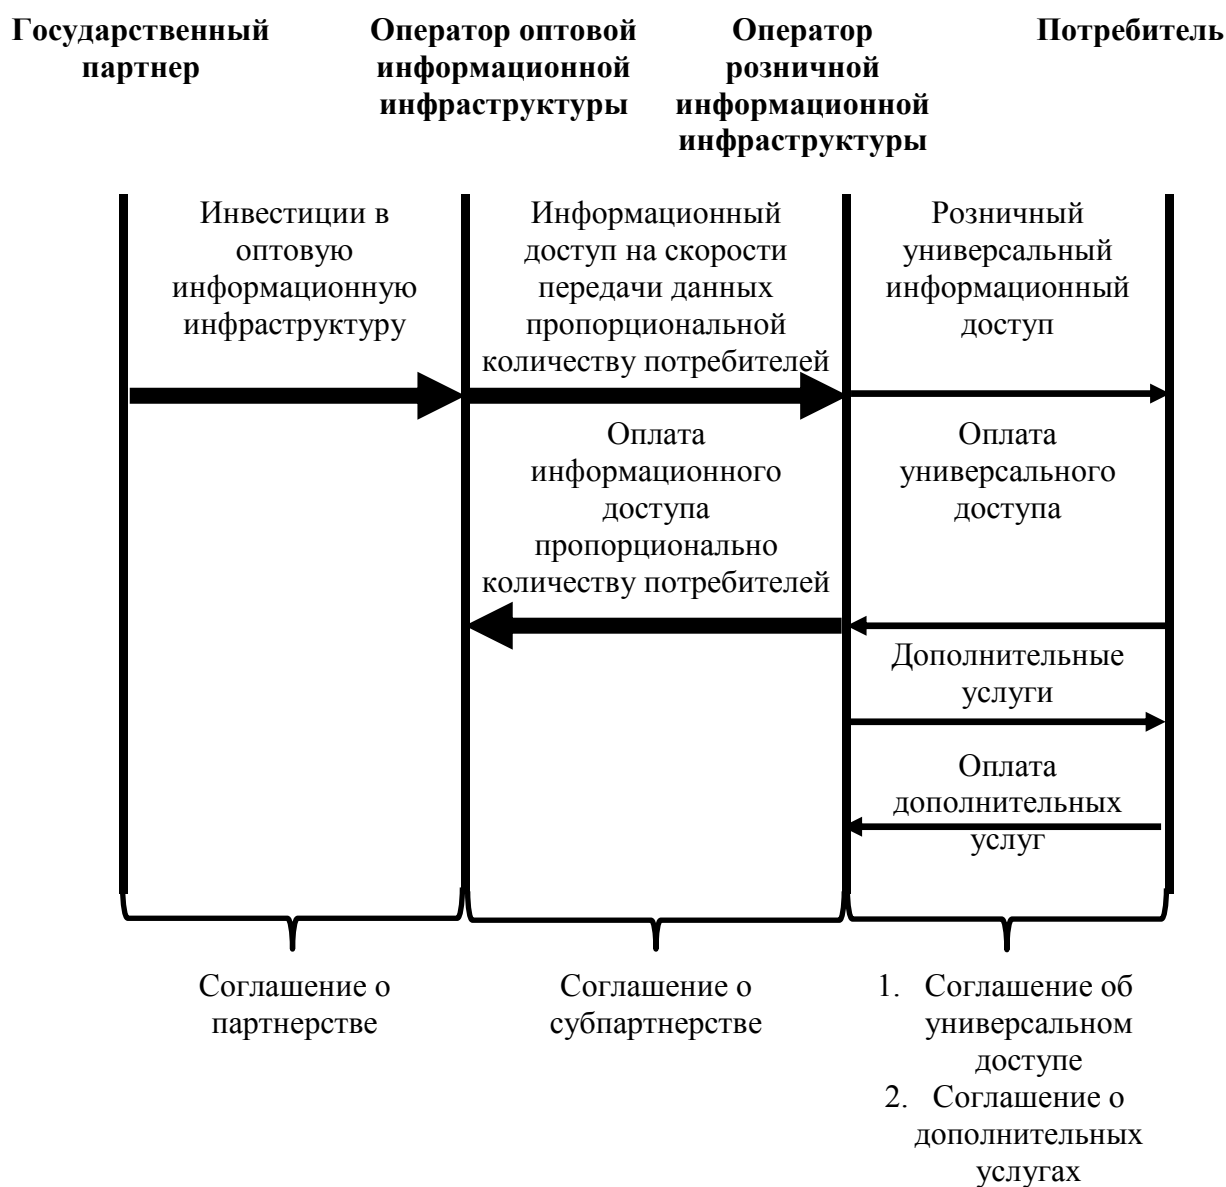 Государственный
партнер
Оператор оптовой
информационной
инфраструктуры
Оператор
розничной
информационной
инфраструктуры
Потребитель
Инвестиции в
оптовую
информационную
инфраструктуру
Информационный
доступ на скорости
передачи данных
пропорциональной
количеству потребителей
Розничный
универсальный
информационный
доступ
Оплата
информационного
доступа
пропорционально
количеству потребителей
Оплата
универсального
доступа
Дополнительные
услуги
Оплата
дополнительных
услуг
Соглашение о
партнерстве
Соглашение о
субпартнерстве
1. Соглашение об
универсальном
доступе
2. Соглашение о
дополнительных
услугах